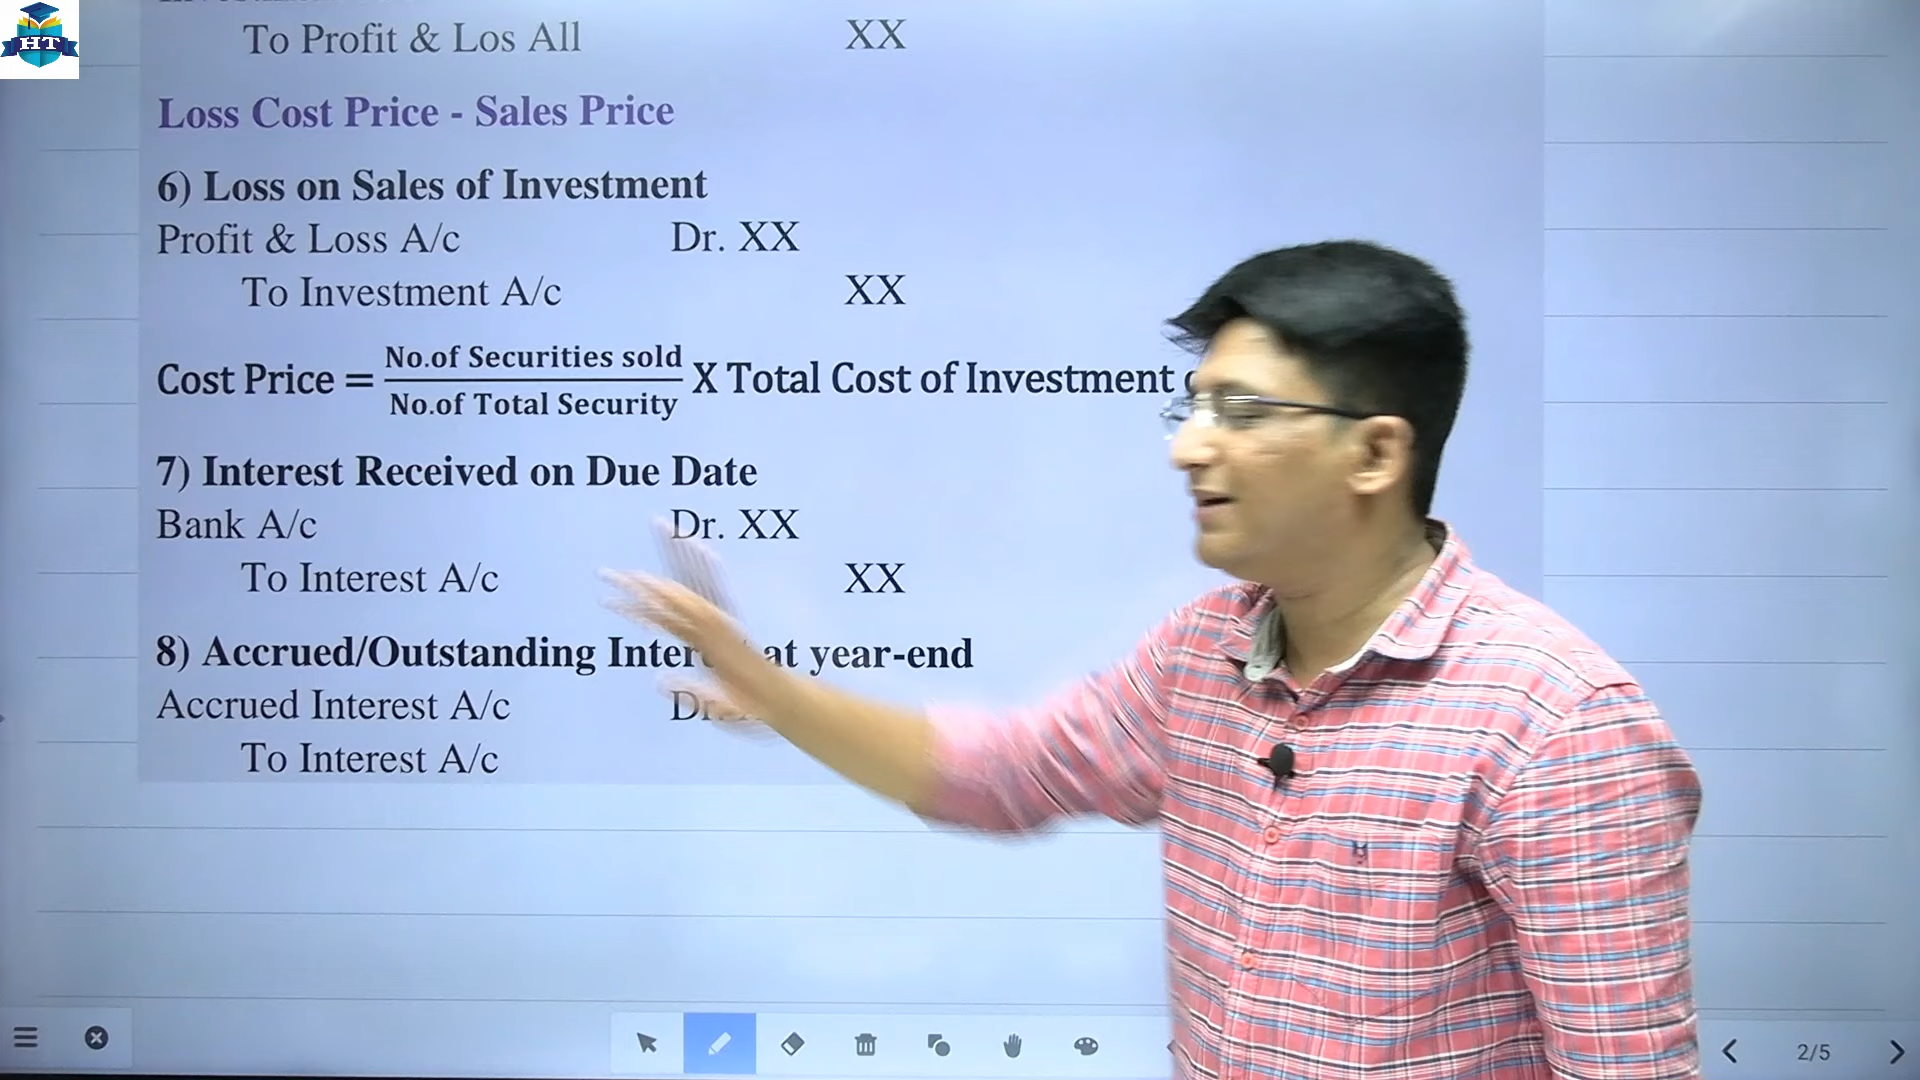 HT
To Profit & Los All XX
Loss Cost Price - Sales Price
6) Loss on Sales of Investment
Profit & Loss A/c Dr. XX
To Investment A/c XX
Cost Price = No.of Securities sold / No.of Total Security X Total Cost of Investment
7) Interest Received on Due Date
Bank A/c Dr. XX
To Interest A/c XX
8) Accrued/Outstanding at year-end
Accrued Interest A/c
To Interest A/c
2/5